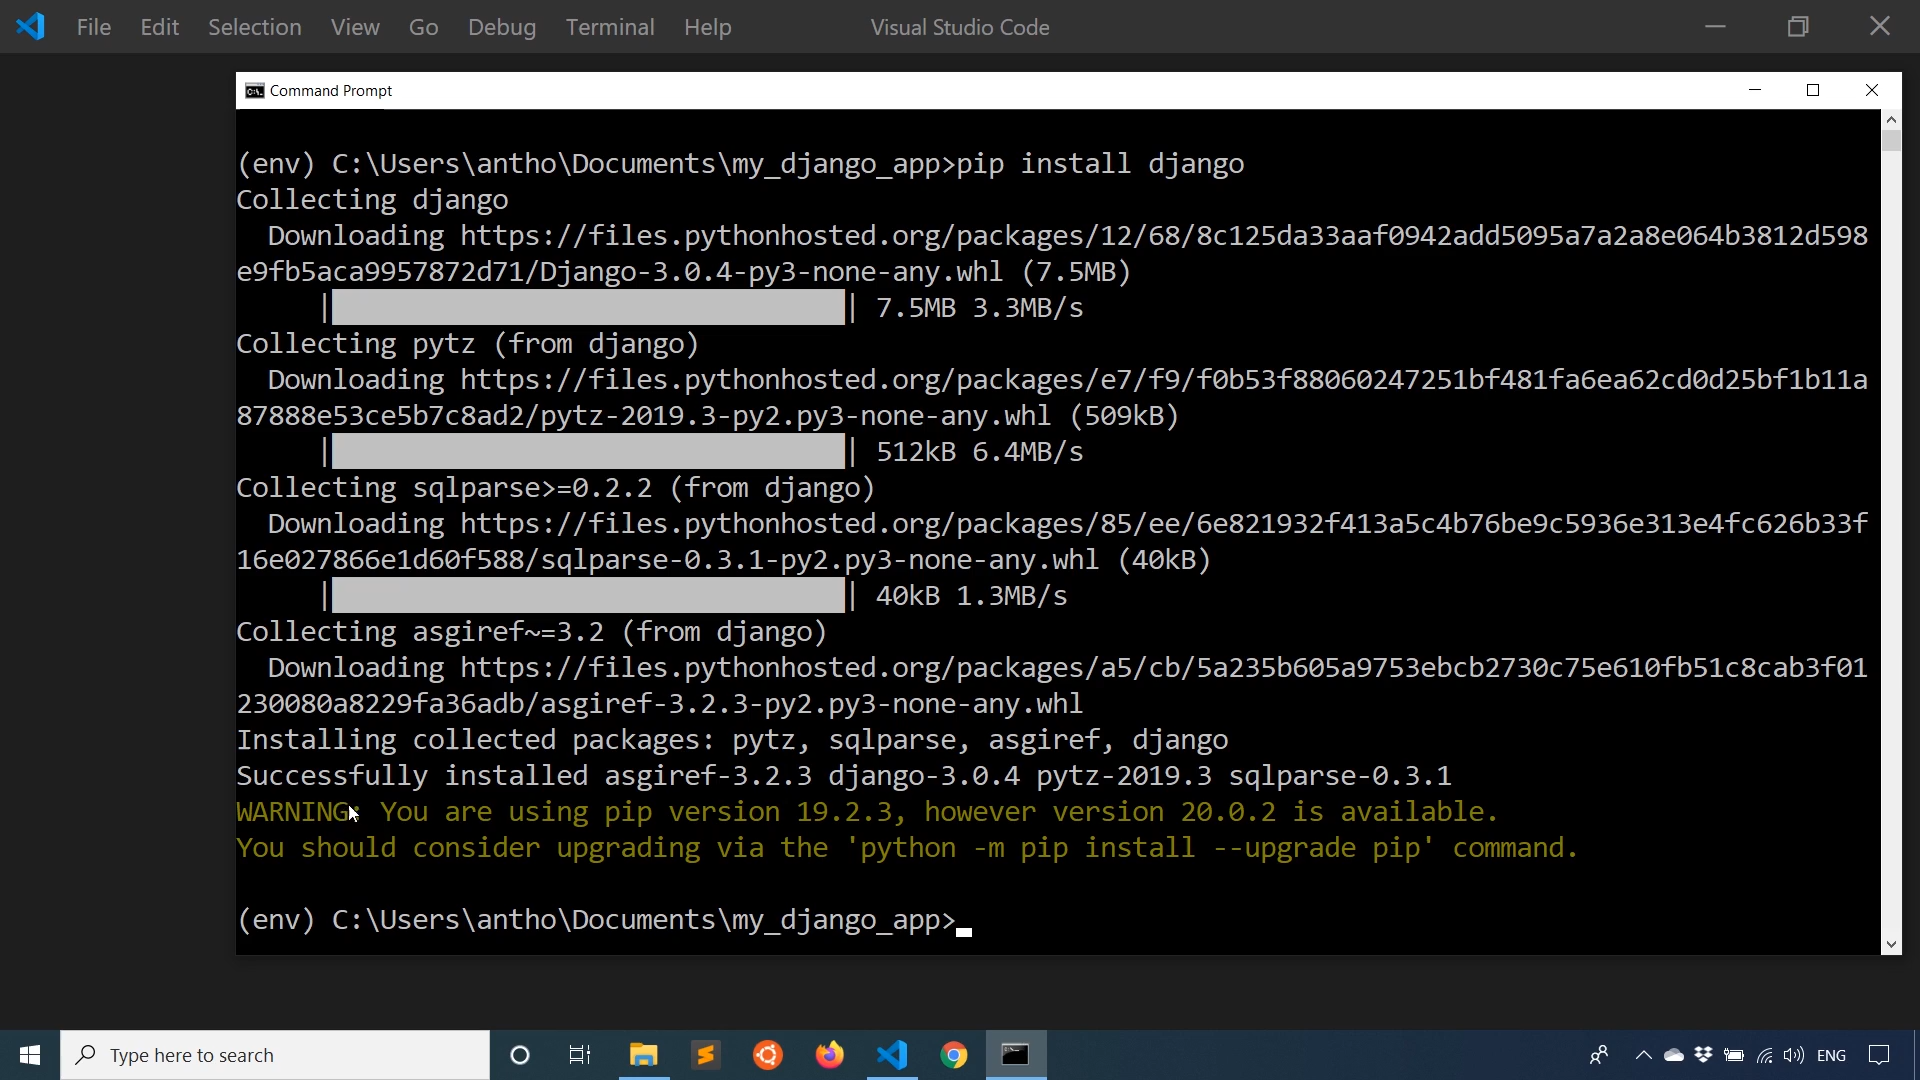 File Edit Selection View Go Debug Terminal Help Visual Studio Code
Command Prompt
(env) C:\Users\antho\Documents\my_django_app>pip install django
Collecting django
  Downloading https://files.pythonhosted.org/packages/12/68/8c125da33aaf0942add5095a7a2a8e064b3812d598
e9fb5aca9957872d71/Django-3.0.4-py3-none-any.whl (7.5MB)
| | 7.5MB 3.3MB/s
Collecting pytz (from django)
  Downloading https://files.pythonhosted.org/packages/e7/f9/f0b53f88060247251bf481fa6ea62cd0d25bf1b11a
87888e53ce5b7c8ad2/pytz-2019.3-py2.py3-none-any.whl (509kB)
| | 512kB 6.4MB/s
Collecting sqlparse>=0.2.2 (from django)
  Downloading https://files.pythonhosted.org/packages/85/ee/6e821932f413a5c4b76be9c5936e313e4fc626b33f
16e027866e1d60f588/sqlparse-0.3.1-py2.py3-none-any.whl (40kB)
| | 40kB 1.3MB/s
Collecting asgiref~=3.2 (from django)
  Downloading https://files.pythonhosted.org/packages/a5/cb/5a235b605a9753ebcb2730c75e610fb51c8cab3f01
230080a8229fa36adb/asgiref-3.2.3-py2.py3-none-any.whl
Installing collected packages: pytz, sqlparse, asgiref, django
Successfully installed asgiref-3.2.3 django-3.0.4 pytz-2019.3 sqlparse-0.3.1
WARNING: You are using pip version 19.2.3, however version 20.0.2 is available.
You should consider upgrading via the 'python -m pip install --upgrade pip' command.
(env) C:\Users\antho\Documents\my_django_app>
Type here to search ENG